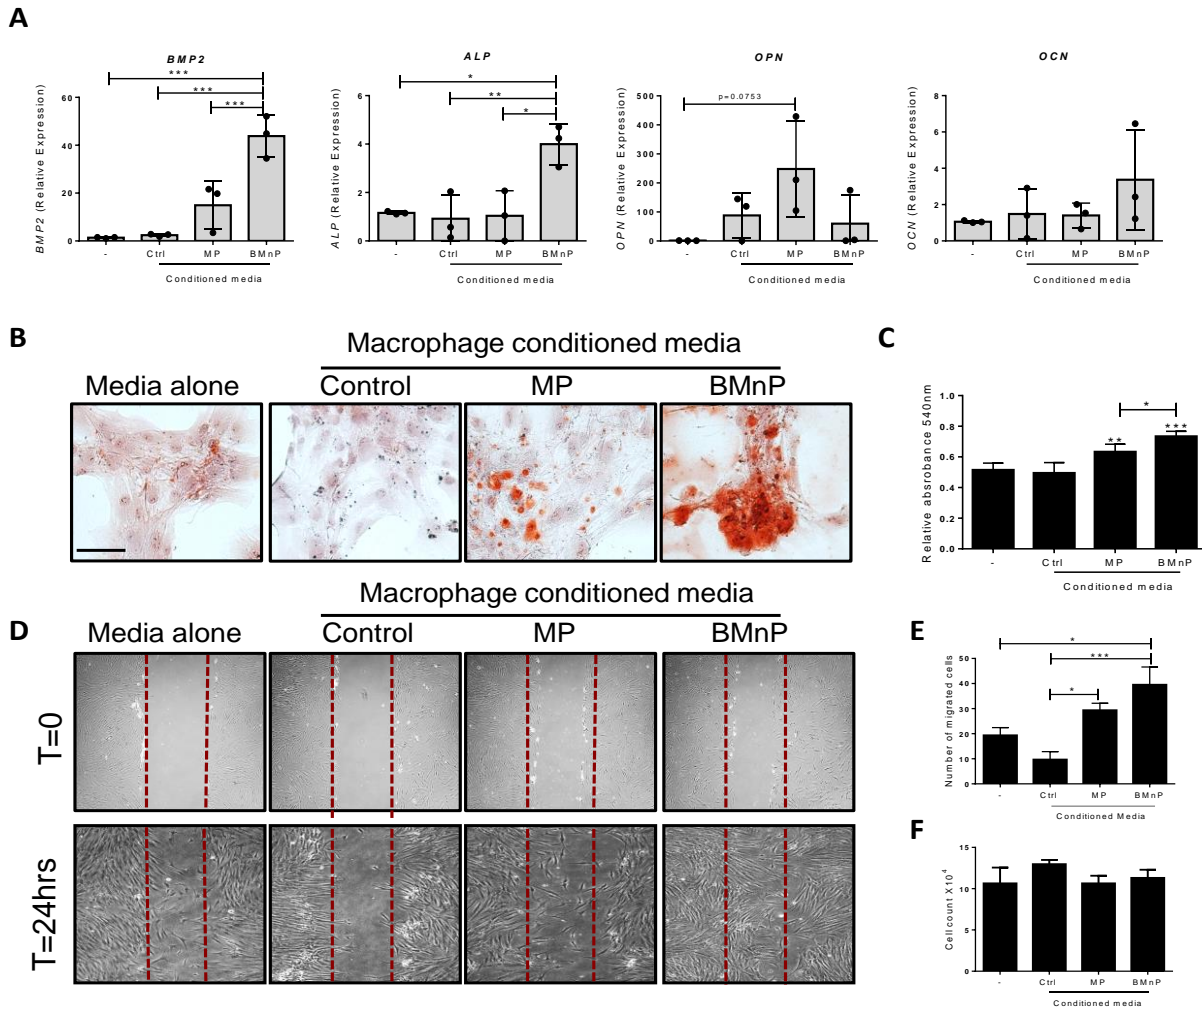 A
BMP2
***
***
***
BMP2 (Relative Expression)
60
40
20
0
- Ctrl MP BMnP
Conditioned media
ALP
*
**
*
ALP (Relative Expression)
6
4
2
0
- Ctrl MP BMnP
Conditioned media
OPN
p=0.0753
OPN (Relative Expression)
500
400
300
200
100
0
- Ctrl MP BMnP
Conditioned media
OCN
OCN (Relative Expression)
8
6
4
2
0
- Ctrl MP BMnP
Conditioned media
B
Macrophage conditioned media
Media alone Control MP BMnP
C
Relative absrobance 540nm
1.0
0.8
0.6
0.4
0.2
0.0
*
**
***
- Ctrl MP BMnP
Conditioned media
D
Macrophage conditioned media
Media alone Control MP BMnP
T=0
T=24hrs
E
*
***
*
Number of migrated cells
50
40
30
20
10
0
- Ctrl MP BMnP
Conditioned Media
F
Cell count X10⁴
15
10
5
0
- Ctrl MP BMnP
Conditioned media